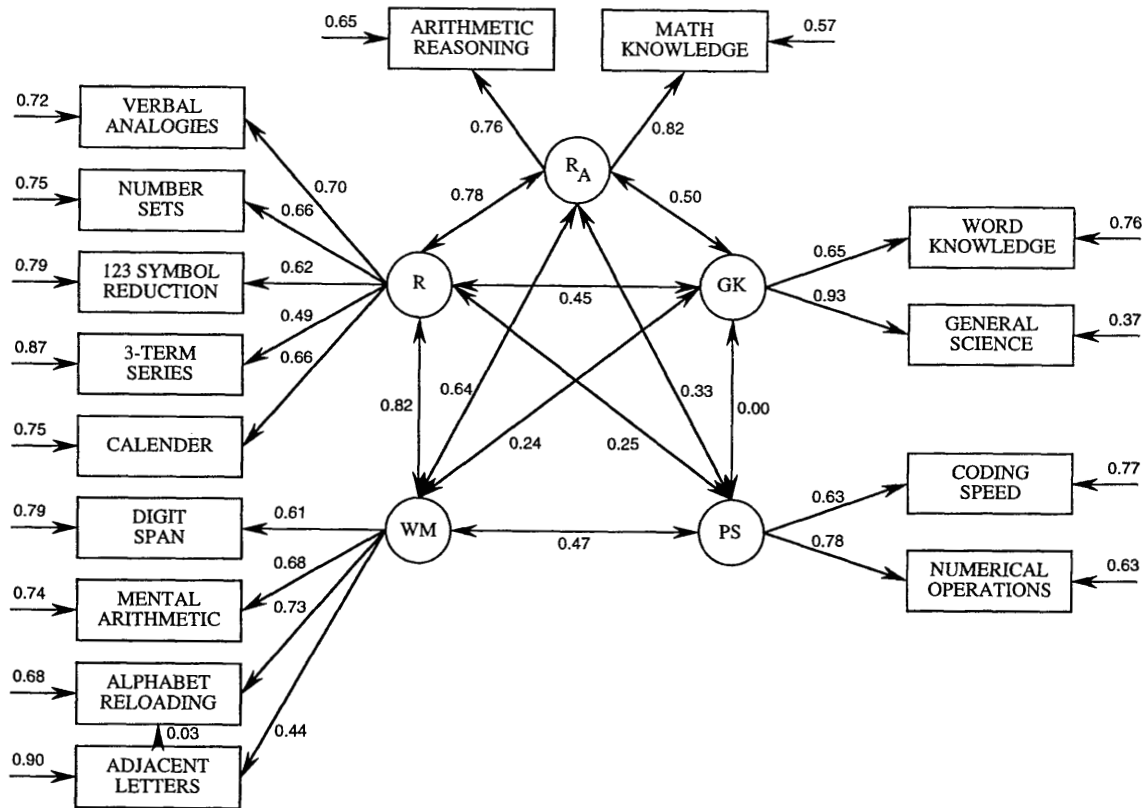 0.65
ARITHMETIC
REASONING
MATH
KNOWLEDGE
0.57
0.76
0.82
0.72
VERBAL
ANALOGIES
0.70
R_A
0.75
NUMBER
SETS
0.66
0.78
0.50
WORD
KNOWLEDGE
0.76
0.79
123 SYMBOL
REDUCTION
0.62
R
0.45
GK
0.65
0.93
GENERAL
SCIENCE
0.37
0.87
3-TERM
SERIES
0.49
0.66
0.82
0.64
0.33
0.00
0.75
CALENDER
0.24
0.25
CODING
SPEED
0.77
0.79
DIGIT
SPAN
0.61
WM
0.47
PS
0.63
0.78
NUMERICAL
OPERATIONS
0.63
0.74
MENTAL
ARITHMETIC
0.68
0.73
0.68
ALPHABET
RELOADING
0.03
0.44
0.90
ADJACENT
LETTERS